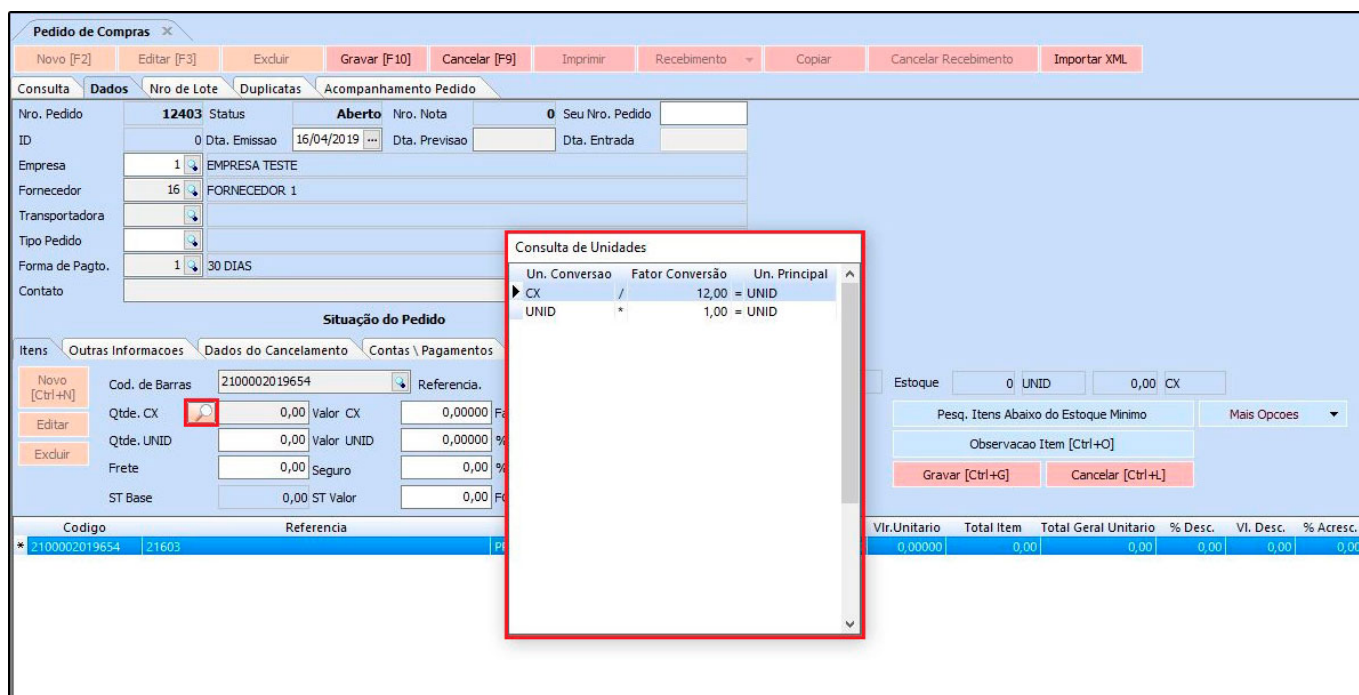 Pedido de Compras
Novo [F2] Editar [F3] Excluir Gravar [F10] Cancelar [F9] Imprimir Recebimento Copiar Cancelar Recebimento Importar XML
Consulta Dados Nro de Lote Duplicatas Acompanhamento Pedido
Nro. Pedido 12403 Status Aberto Nro. Nota 0 Seu Nro. Pedido
ID 0 Dta. Emissao 16/04/2019 ... Dta. Previsao Dta. Entrada
Empresa 1 EMPRESA TESTE
Fornecedor 16 FORNECEDOR 1
Transportadora
Tipo Pedido
Forma de Pagto. 1 30 DIAS
Contato
Situação do Pedido
Consulta de Unidades
Un. Conversao Fator Conversão Un. Principal
CX / 12,00 = UNID
UNID * 1,00 = UNID
Itens Outras Informacoes Dados do Cancelamento Contas \ Pagamentos
Novo [Ctrl+N] Cod. de Barras 2100002019654 Referencia. Estoque 0 UNID 0,00 CX
Editar Qtde. CX 0,00 Valor CX 0,00000 Pesq. Itens Abaixo do Estoque Minimo Mais Opcoes
Excluir Qtde. UNID 0,00 Valor UNID 0,00000 % Observacao Item [Ctrl+O]
Frete 0,00 Seguro 0,00 % Gravar [Ctrl+G] Cancelar [Ctrl+L]
ST Base 0,00 ST Valor 0,00
Codigo Referencia Vlr.Unitario Total Item Total Geral Unitario % Desc. Vl. Desc. % Acresc.
* 2100002019654 21603 0,00000 0,00 0,00 0,00 0,00 0,00